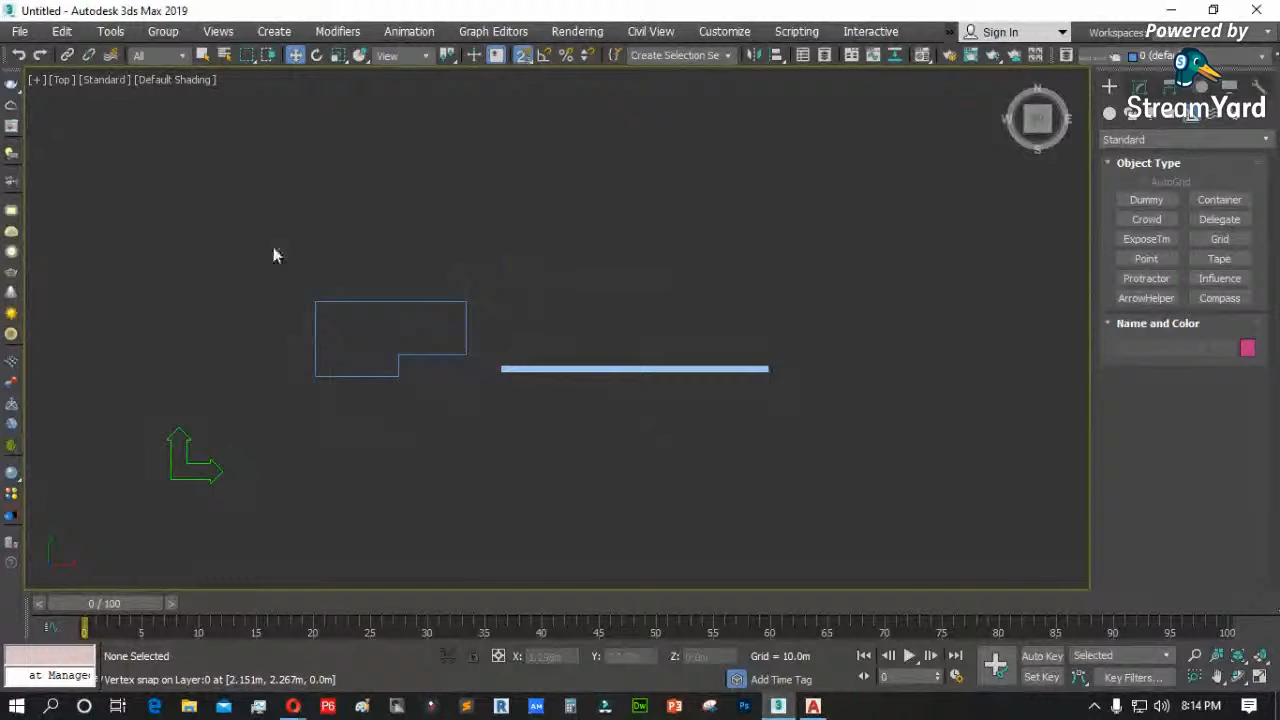 Untitled - Autodesk 3ds Max 2019
File Edit Tools Group Views Create Modifiers Animation Graph Editors Rendering Civil View Customize Scripting Interactive Sign In Workspaces:
Powered by
StreamYard
All View Create Selection Se 0 (defa
[+] [Top ] [Standard ] [Default Shading ]
N
W E
S
Standard
Object Type
AutoGrid
Dummy Container
Crowd Delegate
ExposeTm Grid
Point Tape
Protractor Influence
ArrowHelper Compass
Name and Color
< 0 / 100 >
0 5 10 15 20 25 30 35 40 45 50 55 60 65 70 75 80 85 90 95 100
None Selected X: Y: Z: Grid = 10.0m Auto Key Selected
at Manage Vertex snap on Layer:0 at [2.151m, 2.267m, 0.0m] Add Time Tag 0 Set Key Key Filters...
8:14 PM